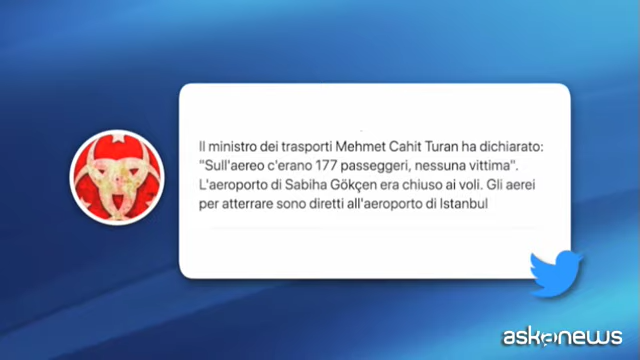 Il ministro dei trasporti Mehmet Cahit Turan ha dichiarato:
"Sull'aereo c'erano 177 passeggeri, nessuna vittima".
L'aeroporto di Sabiha Gökçen era chiuso ai voli. Gli aerei
per atterrare sono diretti all'aeroporto di Istanbul
askanews